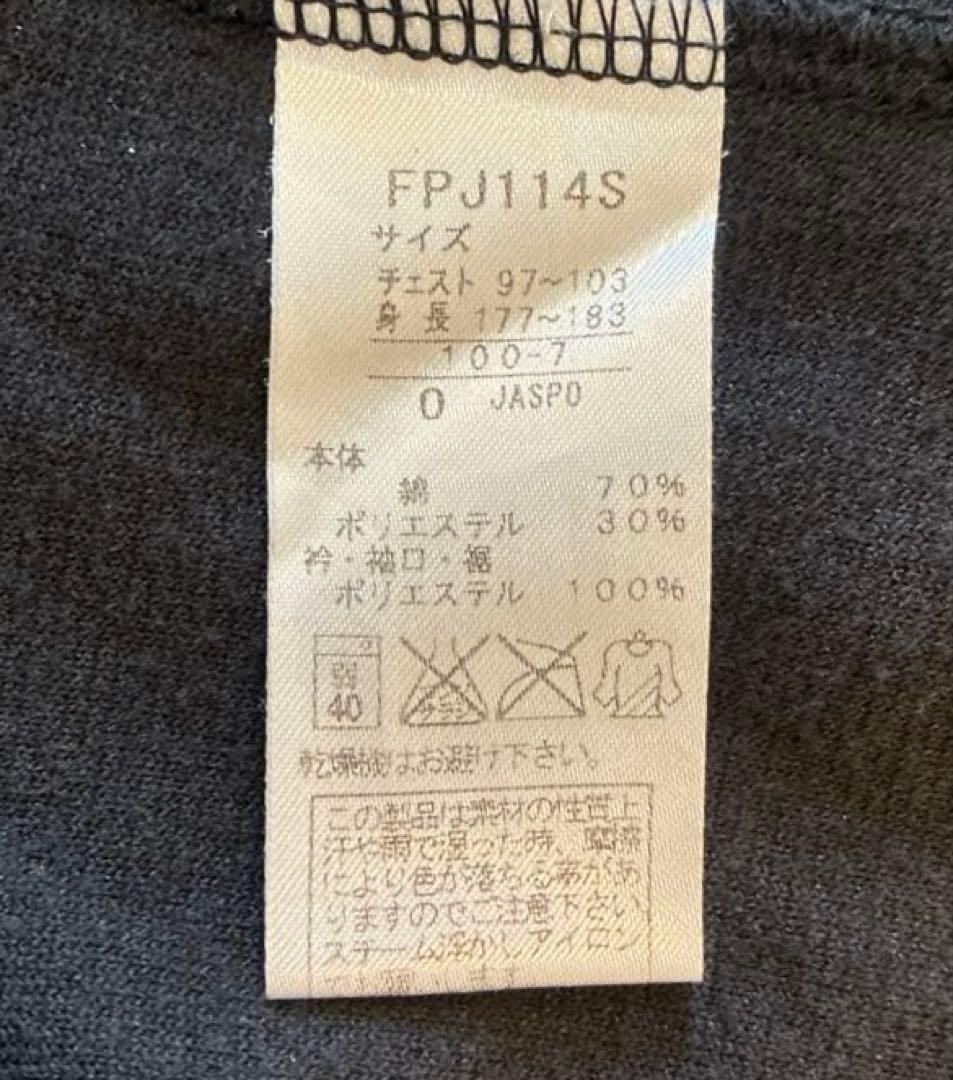 FPJ114S
サイズ
チェスト 97~103
身長 177~183
100-7
O JASPO
本体
綿 70%
ポリエステル 30%
衿・袖口・裾
ポリエステル 100%
弱
40
乾燥機はお避け下さい。
この製品は素材の性質上
汗や雨で湿った時、摩擦
により色が落ちる事があ
りますのでご注意下さい
スチーム浮かしアイロン